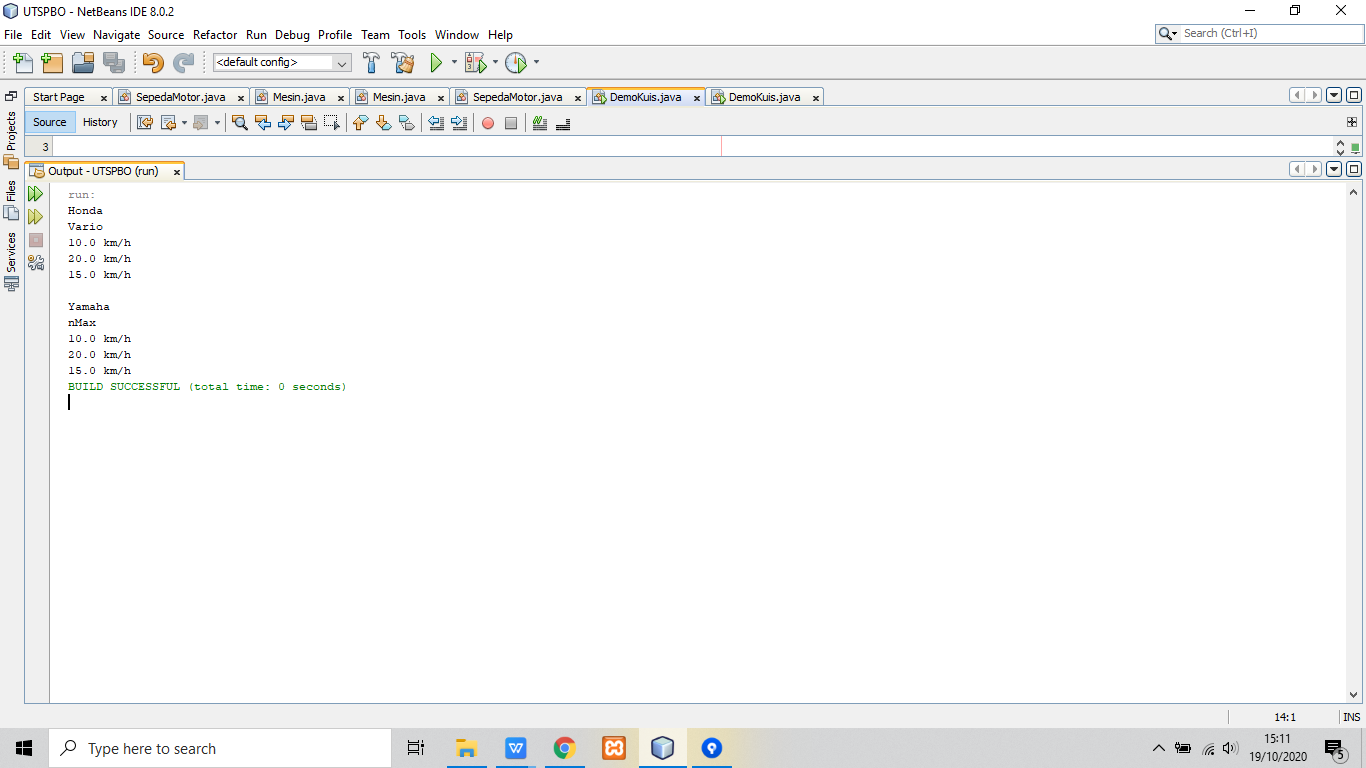 UTSPBO - NetBeans IDE 8.0.2
File Edit View Navigate Source Refactor Run Debug Profile Team Tools Window Help
Search (Ctrl+I)
<default config>
Start Page SepedaMotor.java Mesin.java Mesin.java SepedaMotor.java DemoKuis.java DemoKuis.java
Projects
Files
Services
Source History
3
Output - UTSPBO (run)
run:
Honda
Vario
10.0 km/h
20.0 km/h
15.0 km/h
Yamaha
nMax
10.0 km/h
20.0 km/h
15.0 km/h
BUILD SUCCESSFUL (total time: 0 seconds)
14:1 INS
Type here to search
15:11
19/10/2020
5